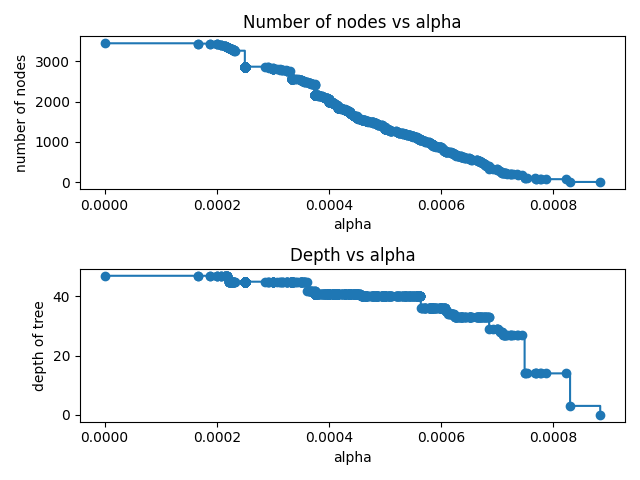 Number of nodes vs alpha
number of nodes
3000
2000
1000
0
0.0000 0.0002 0.0004 0.0006 0.0008
alpha
Depth vs alpha
depth of tree
40
20
0
0.0000 0.0002 0.0004 0.0006 0.0008
alpha